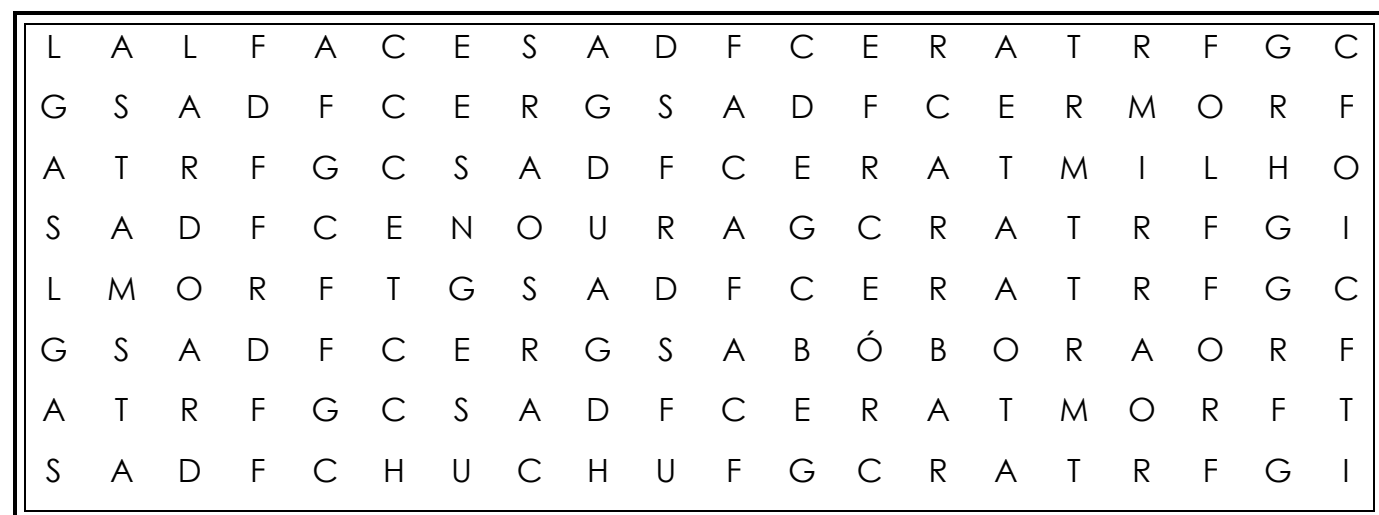 L A L F A C E S A D F C E R A T R F G C
G S A D F C E R G S A D F C E R M O R F
A T R F G C S A D F C E R A T M I L H O
S A D F C E N O U R A G C R A T R F G I
L M O R F T G S A D F C E R A T R F G C
G S A D F C E R G S A B Ó B O R A O R F
A T R F G C S A D F C E R A T M O R F T
S A D F C H U C H U F G C R A T R F G I